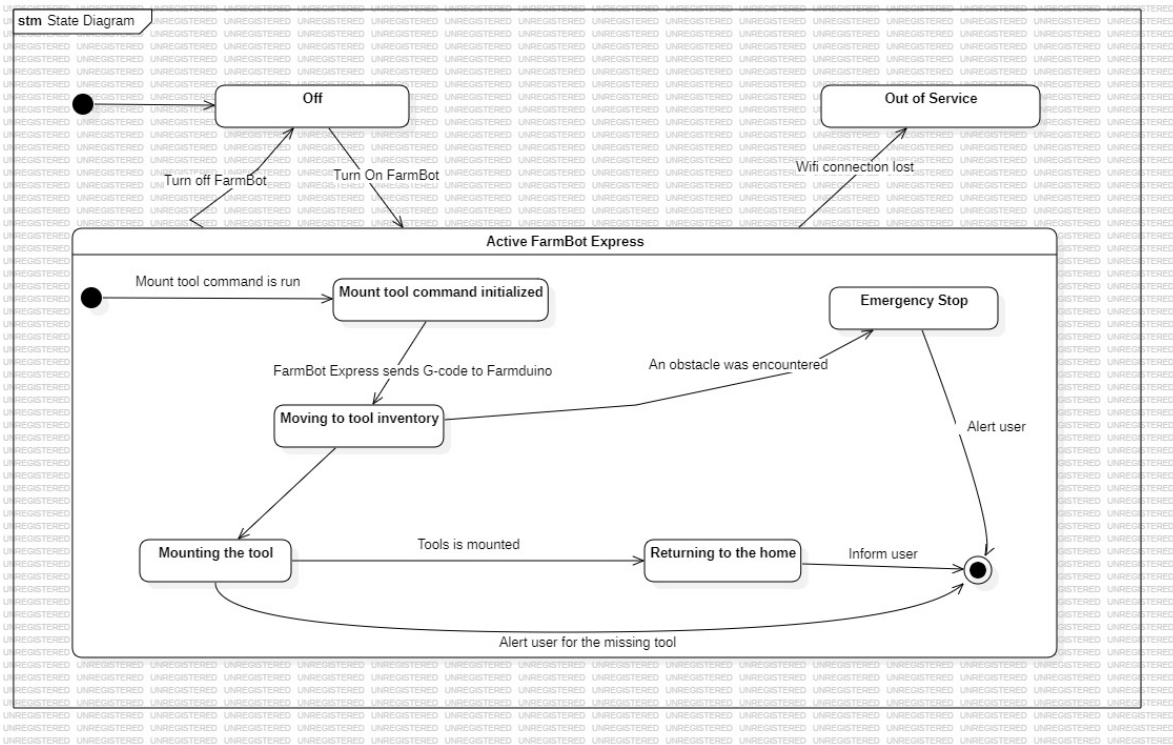 stm State Diagram
Off
Out of Service
Turn off FarmBot
Turn On FarmBot
Wifi connection lost
Active FarmBot Express
Mount tool command is run
Mount tool command initialized
Emergency Stop
FarmBot Express sends G-code to Farmduino
An obstacle was encountered
Moving to tool inventory
Alert user
Mounting the tool
Tools is mounted
Returning to the home
Inform user
Alert user for the missing tool
UNREGISTERED